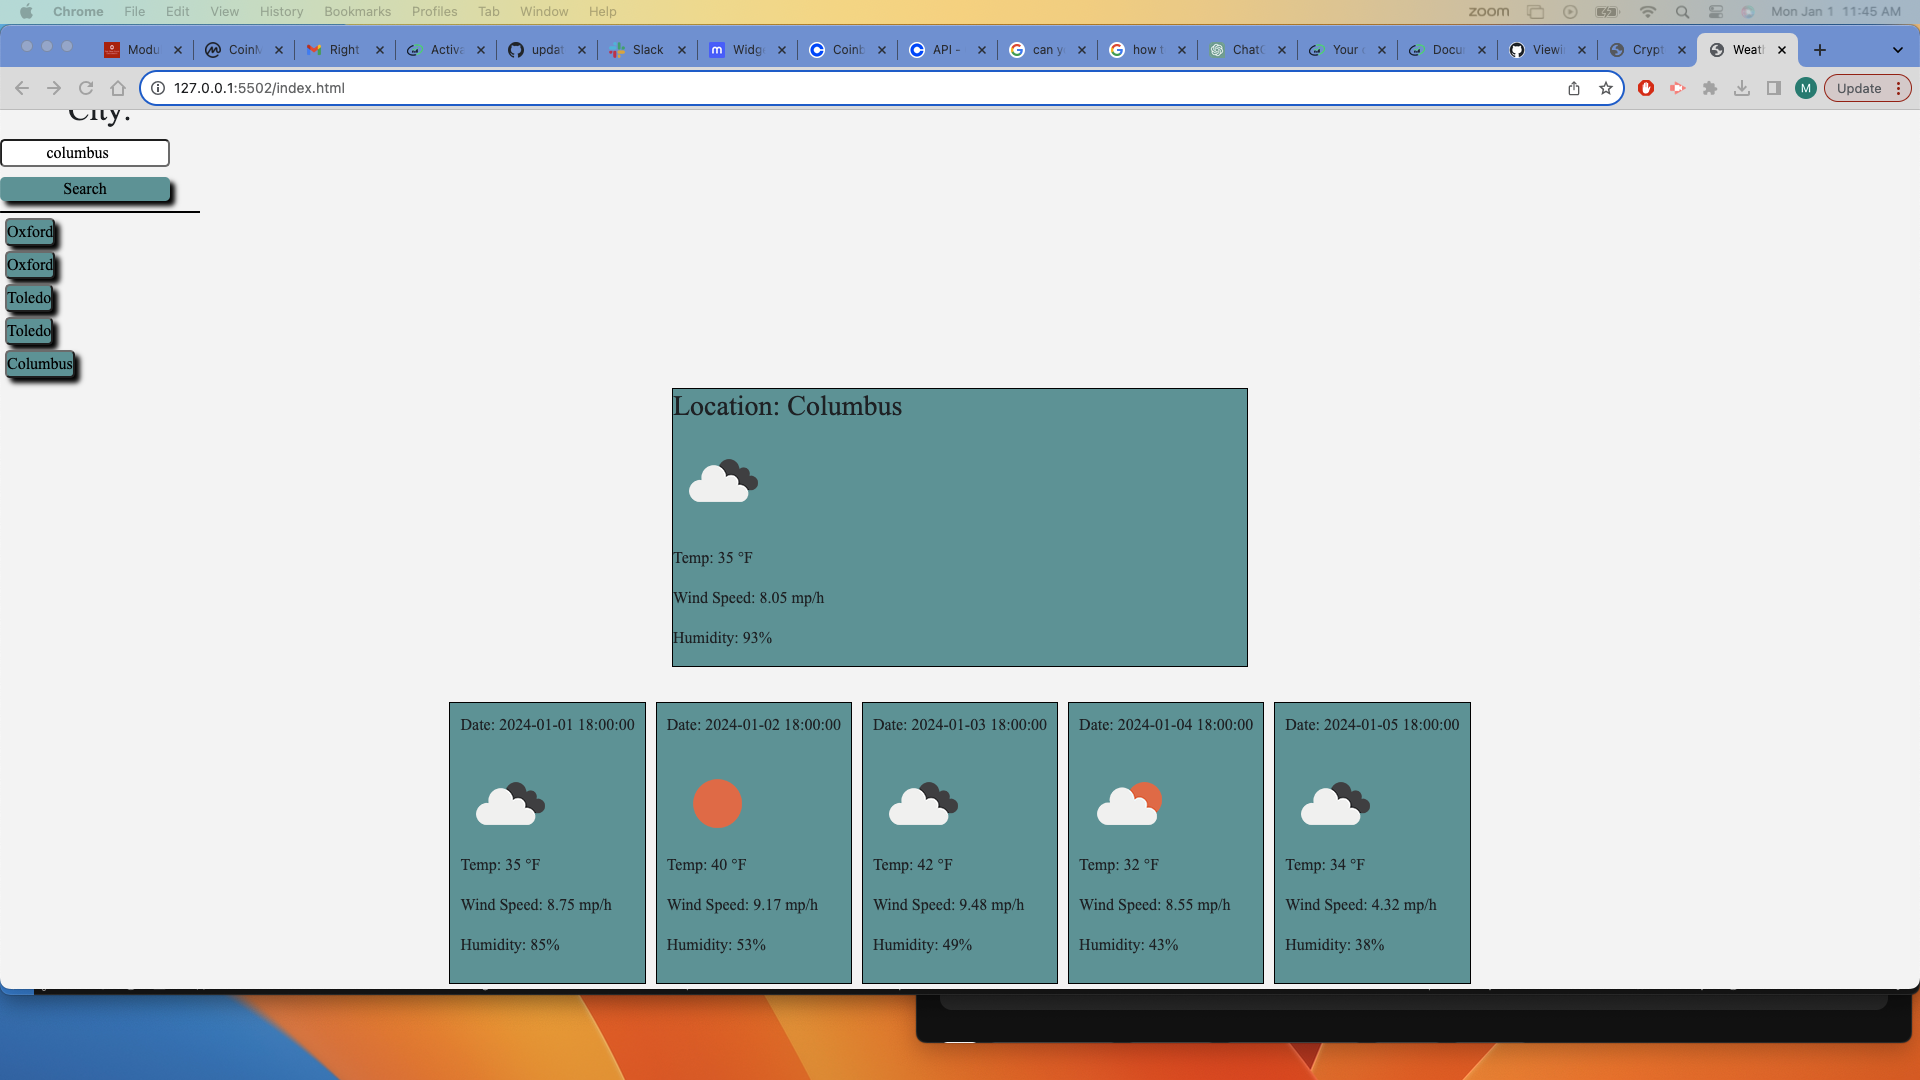 Chrome File Edit View History Bookmarks Profiles Tab Window Help zoom Mon Jan 1 11:45 AM
Modu CoinM Right Activa updat Slack Widge Coinb API - can y how t ChatG Your Docu Viewi Crypt Weath
127.0.0.1:5502/index.html M Update
City:
columbus
Search
Oxford
Oxford
Toledo
Toledo
Columbus
Location: Columbus
Temp: 35 °F
Wind Speed: 8.05 mp/h
Humidity: 93%
Date: 2024-01-01 18:00:00
Temp: 35 °F
Wind Speed: 8.75 mp/h
Humidity: 85%
Date: 2024-01-02 18:00:00
Temp: 40 °F
Wind Speed: 9.17 mp/h
Humidity: 53%
Date: 2024-01-03 18:00:00
Temp: 42 °F
Wind Speed: 9.48 mp/h
Humidity: 49%
Date: 2024-01-04 18:00:00
Temp: 32 °F
Wind Speed: 8.55 mp/h
Humidity: 43%
Date: 2024-01-05 18:00:00
Temp: 34 °F
Wind Speed: 4.32 mp/h
Humidity: 38%